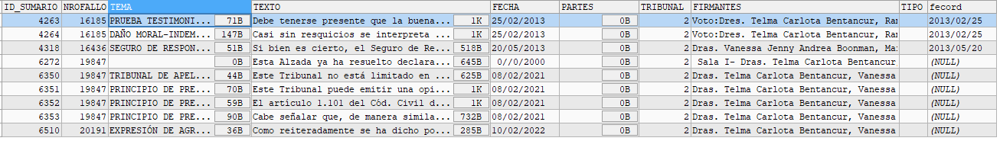 ID_SUMARIO NROFALLO TEMA TEXTO FECHA PARTES TRIBUNAL FIRMANTES TIPO fecord
4263 16185 PRUEBA TESTIMONI... 71B Debe tenerse presente que la buena... 1K 25/02/2013 0B 2 Voto:Dres. Telma Carlota Bentancur, Ra 2013/02/25
4264 16185 DAÑO MORAL-INDEM... 147B Casi sin resquicios se interpreta ... 1K 25/02/2013 0B 2 Voto:Dres. Telma Carlota Bentancur, Ra 2013/02/25
4318 16436 SEGURO DE RESPON... 51B Si bien es cierto, el Seguro de Re... 518B 20/05/2013 0B 2 Dras. Vanessa Jenny Andrea Boonman, Ma 2013/05/20
6272 19847 0B Esta Alzada ya ha resuelto declara... 645B 0//0/2000 0B 2 Sala I- Dras. Telma Carlota Bentancur (NULL)
6350 19847 TRIBUNAL DE APEL... 44B Este Tribunal no está limitado en ... 625B 08/02/2021 0B 2 Dras. Telma Carlota Bentancur, Vanessa (NULL)
6351 19847 PRINCIPIO DE PRE... 70B Este Tribunal puede emitir una opi... 1K 08/02/2021 0B 2 Dras. Telma Carlota Bentancur, Vanessa (NULL)
6352 19847 PRINCIPIO DE PRE... 59B El artículo 1.101 del Cód. Civil d... 1K 08/02/2021 0B 2 Dras. Telma Carlota Bentancur, Vanessa (NULL)
6353 19847 PRINCIPIO DE PRE... 90B Cabe señalar que, de manera simila... 732B 08/02/2021 0B 2 Dras. Telma Carlota Bentancur, Vanessa (NULL)
6510 20191 EXPRESIÓN DE AGR... 36B Como reiteradamente se ha dicho po... 285B 10/02/2022 0B 2 Dras. Telma Carlota Bentancur, Vanessa (NULL)